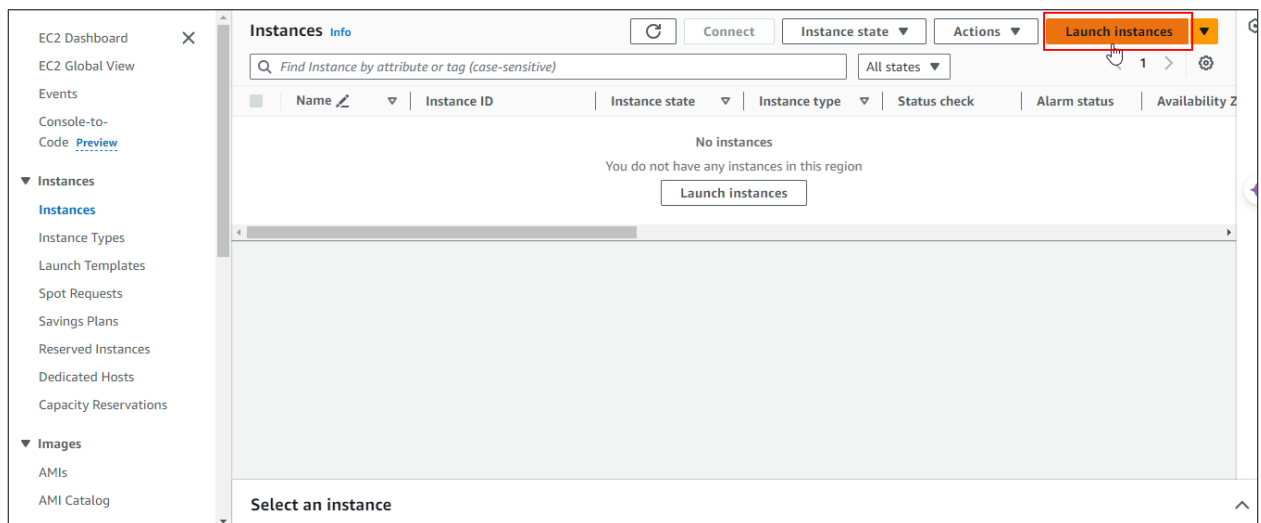 EC2 Dashboard
EC2 Global View
Events
Console-to-
Code Preview
Instances
Instances
Instance Types
Launch Templates
Spot Requests
Savings Plans
Reserved Instances
Dedicated Hosts
Capacity Reservations
Images
AMIs
AMI Catalog
Instances Info
Connect Instance state Actions Launch instances
Find Instance by attribute or tag (case-sensitive) All states 1
Name Instance ID Instance state Instance type Status check Alarm status Availability Z
No instances
You do not have any instances in this region
Launch instances
Select an instance